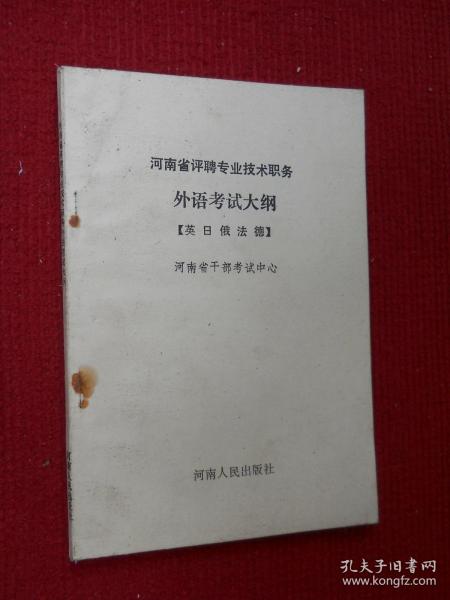 河南省评聘专业技术职务
外语考试大纲
【英日俄法德】
河南省干部考试中心
河南人民出版社
孔夫子旧书网
www.kongfz.com